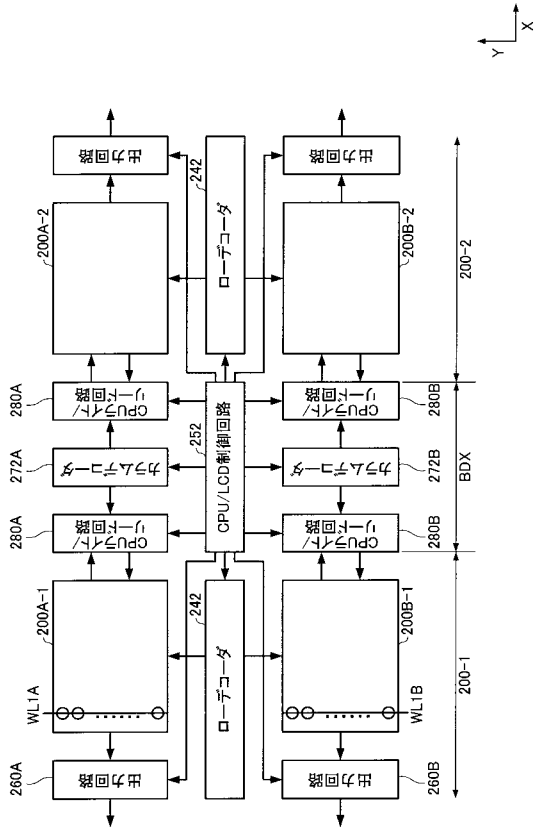 出力回路
出力回路
200A-2
242
200B-2
ローデコーダ
200-2
280A
CPUライト/
リード回路
CPUライト/
リード回路
280B
272A
カラムデコーダ
252
CPU/LCD制御回路
カラムデコーダ
272B
BDX
280A
CPUライト/
リード回路
CPUライト/
リード回路
280B
200A-1
242
200B-1
ローデコーダ
200-1
WL1A
WL1B
260A
出力回路
出力回路
260B
Y
X